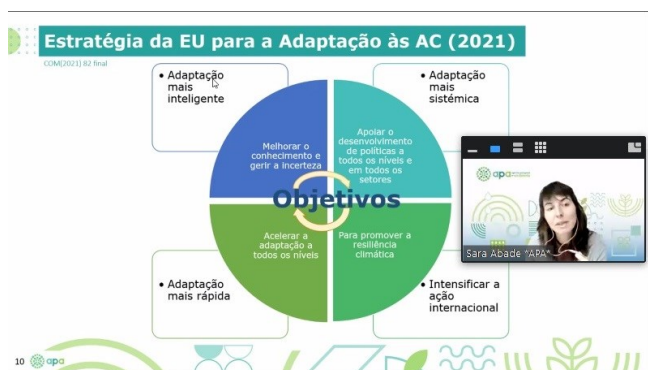 Estratégia da EU para a Adaptação às AC (2021)
COM(2021) 82 final
• Adaptação
mais
inteligente
• Adaptação
mais
sistémica
Melhorar o
conhecimento e
gerir a incerteza
Apoiar o
desenvolvimento
de políticas a
todos os níveis e
em todos os
setores
Objetivos
Acelerar a
adaptação a
todos os níveis
Para promover a
resiliência
climática
• Adaptação
mais rápida
• Intensificar a
ação
internacional
apa
Sara Abade *APA*
10 apa